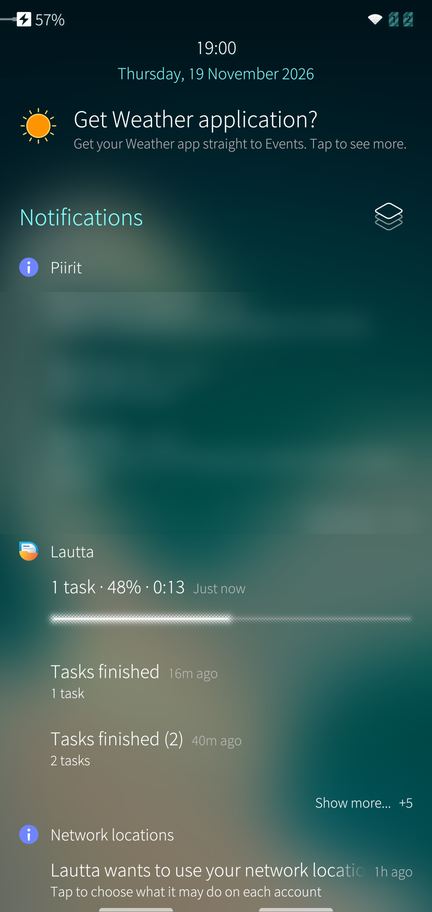 57%
19:00
Thursday, 19 November 2026
Get Weather application?
Get your Weather app straight to Events. Tap to see more.
Notifications
Piirit
Lautta
1 task · 48% · 0:13 Just now
Tasks finished 16m ago
1 task
Tasks finished (2) 40m ago
2 tasks
Show more... +5
Network locations
Lautta wants to use your network locatio 1h ago
Tap to choose what it may do on each account